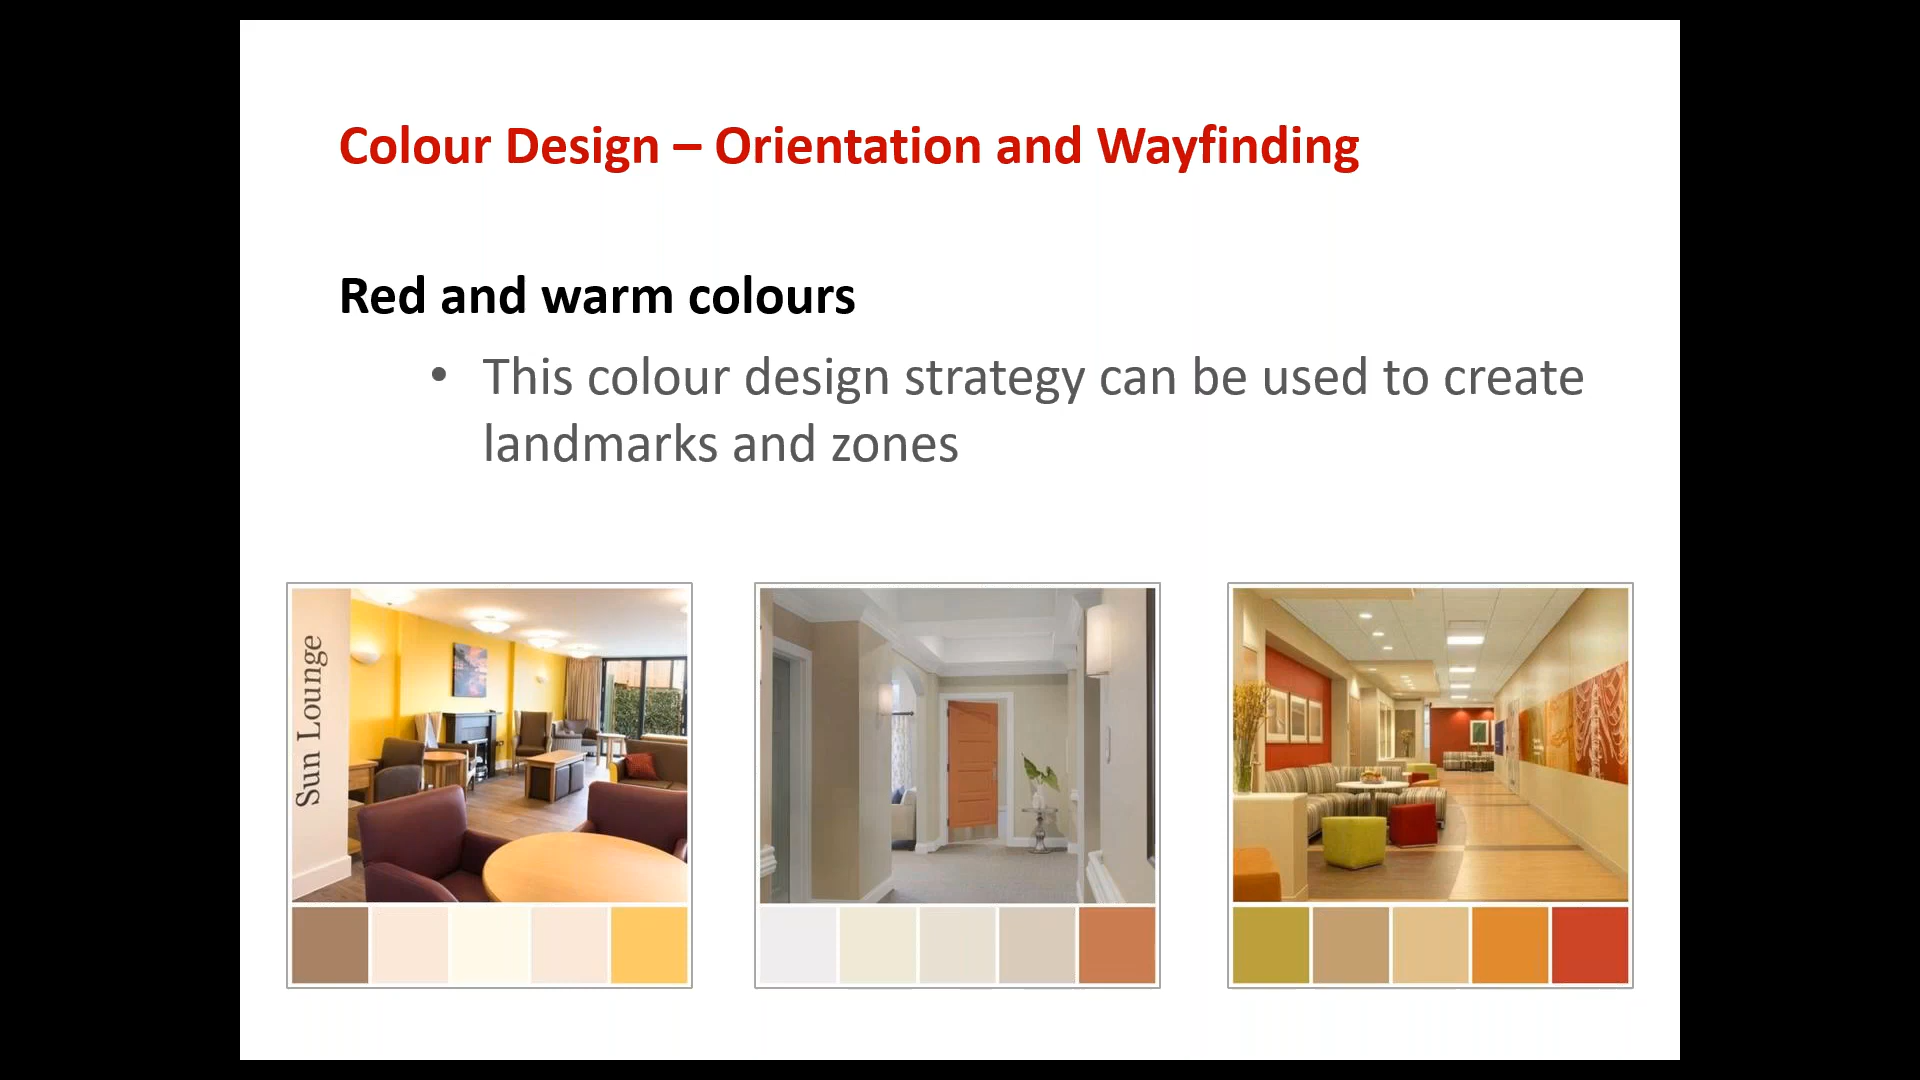 Colour Design – Orientation and Wayfinding
Red and warm colours
• This colour design strategy can be used to create
landmarks and zones
Sun Lounge